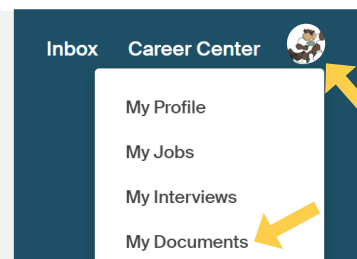 Inbox Career Center
My Profile
My Jobs
My Interviews
My Documents